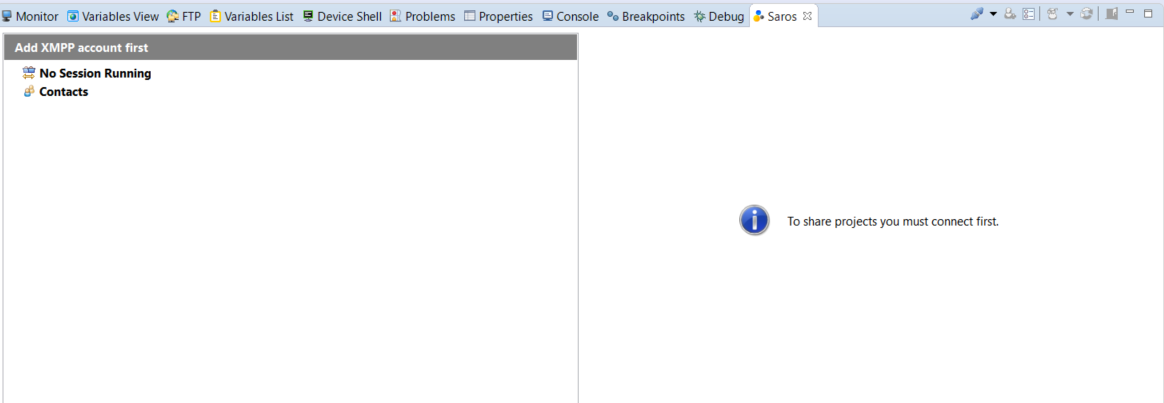 Monitor Variables View FTP Variables List Device Shell Problems Properties Console Breakpoints Debug Saros
Add XMPP account first
No Session Running
Contacts
To share projects you must connect first.